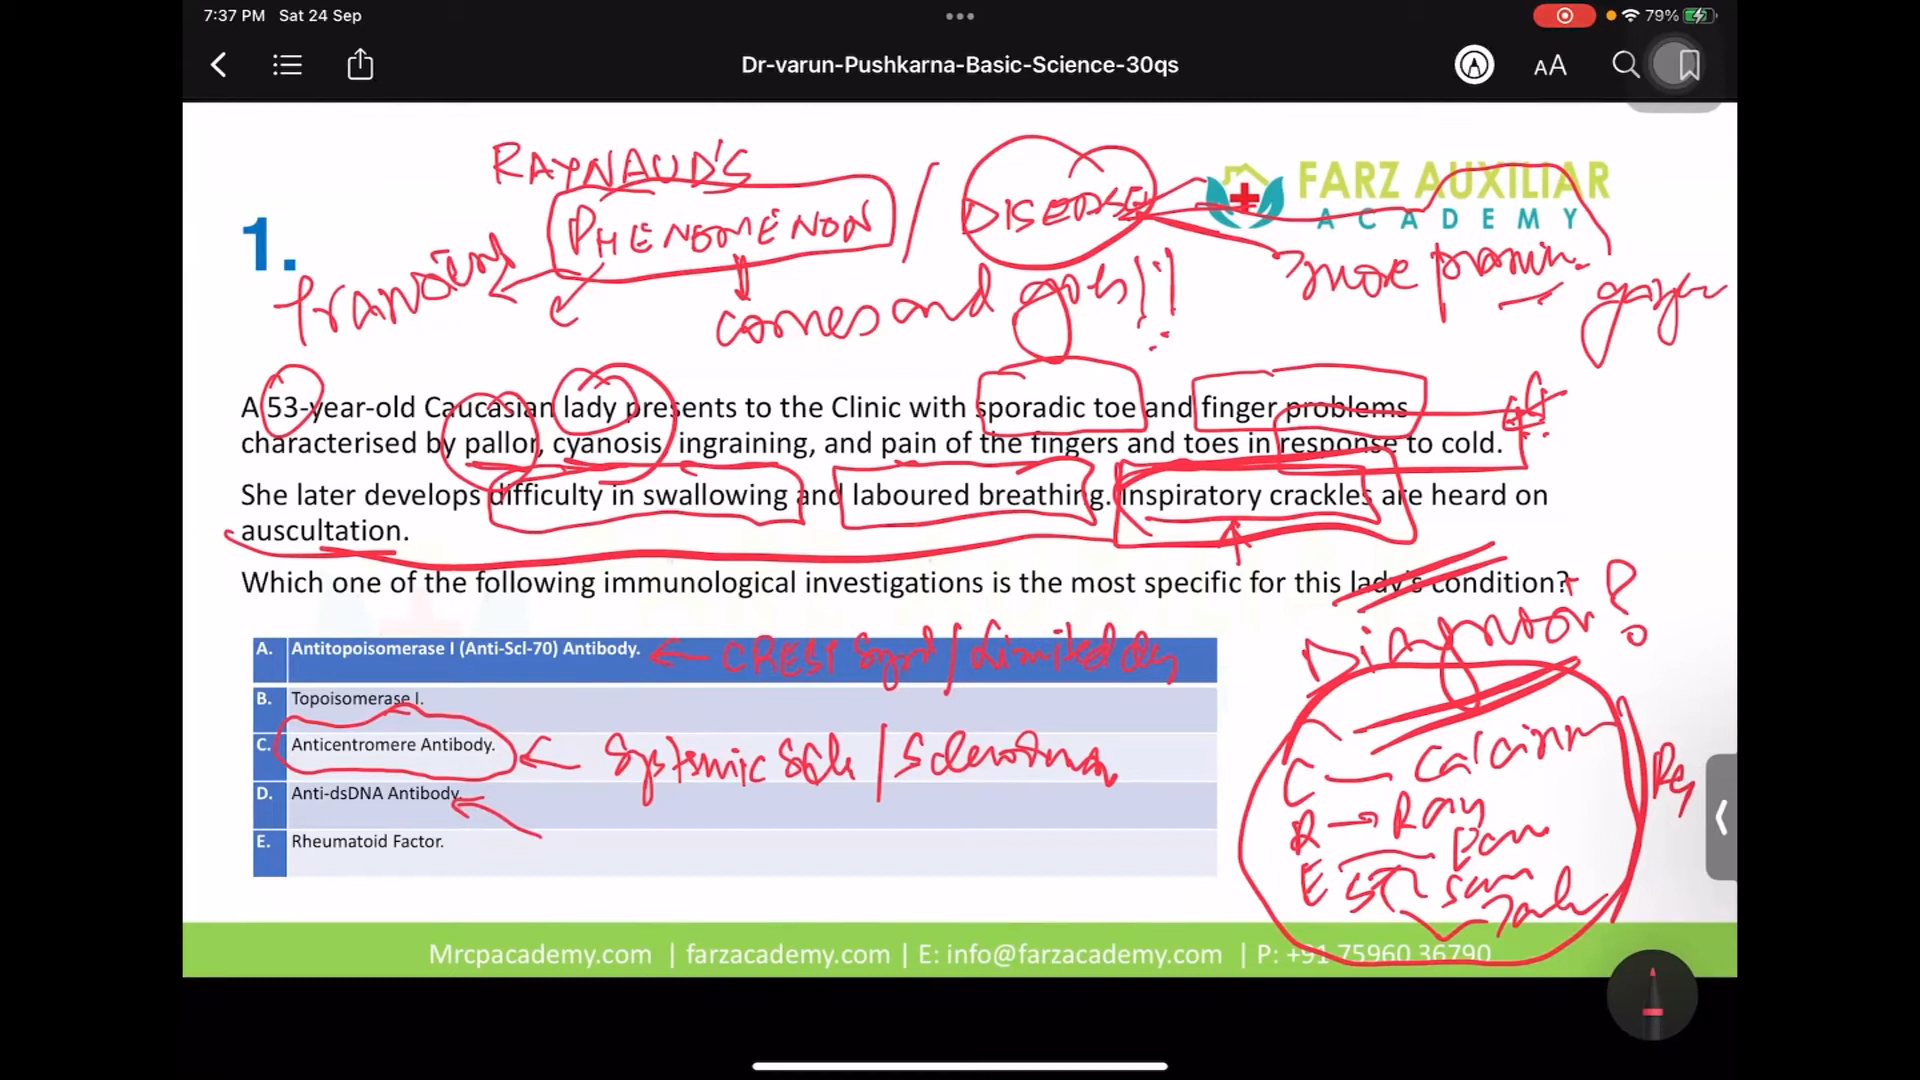 7:37 PM Sat 24 Sep
79%
Dr-varun-Pushkarna-Basic-Science-30qs
AA
RAYNAUD'S
PHENOMENON / DISEASE
FARZ AUXILIAR
ACADEMY
1.
comes and goes!!
more
A 53-year-old Caucasian lady presents to the Clinic with sporadic toe and finger problems
characterised by pallor, cyanosis, ingraining, and pain of the fingers and toes in response to cold.
She later develops difficulty in swallowing and laboured breathing. Inspiratory crackles are heard on
auscultation.
Which one of the following immunological investigations is the most specific for this lady's condition?
A. Antitopoisomerase I (Anti-Scl-70) Antibody. CREST Synd / Limited
B. Topoisomerase I.
C. Anticentromere Antibody. Systemic
D. Anti-dsDNA Antibody.
E. Rheumatoid Factor.
C
R Ray
E
Mrcpacademy.com | farzacademy.com | E: info@farzacademy.com | P: +91 75960 36790